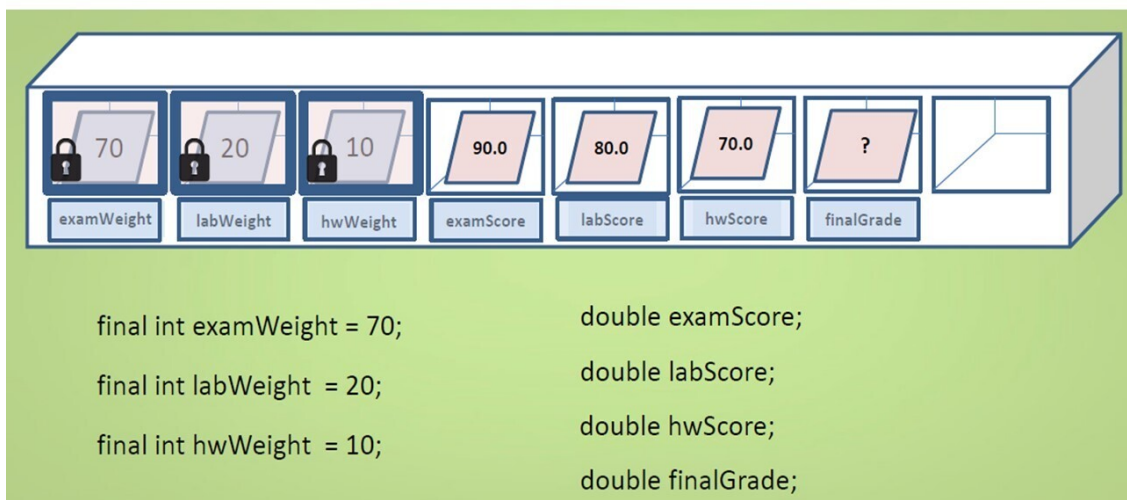 70 20 10 90.0 80.0 70.0 ?
examWeight labWeight hwWeight examScore labScore hwScore finalGrade
final int examWeight = 70;
final int labWeight  = 20;
final int hwWeight  = 10;
double examScore;
double labScore;
double hwScore;
double finalGrade;